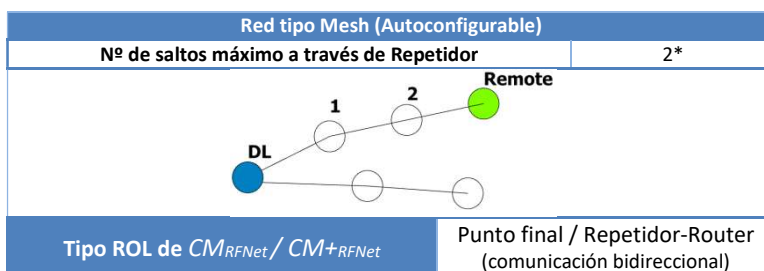 Red tipo Mesh (Autoconfigurable)
Nº de saltos máximo a través de Repetidor 2*
Remote
2
1
DL
Tipo ROL de CMRFNet / CM+RFNet Punto final / Repetidor-Router
(comunicación bidireccional)